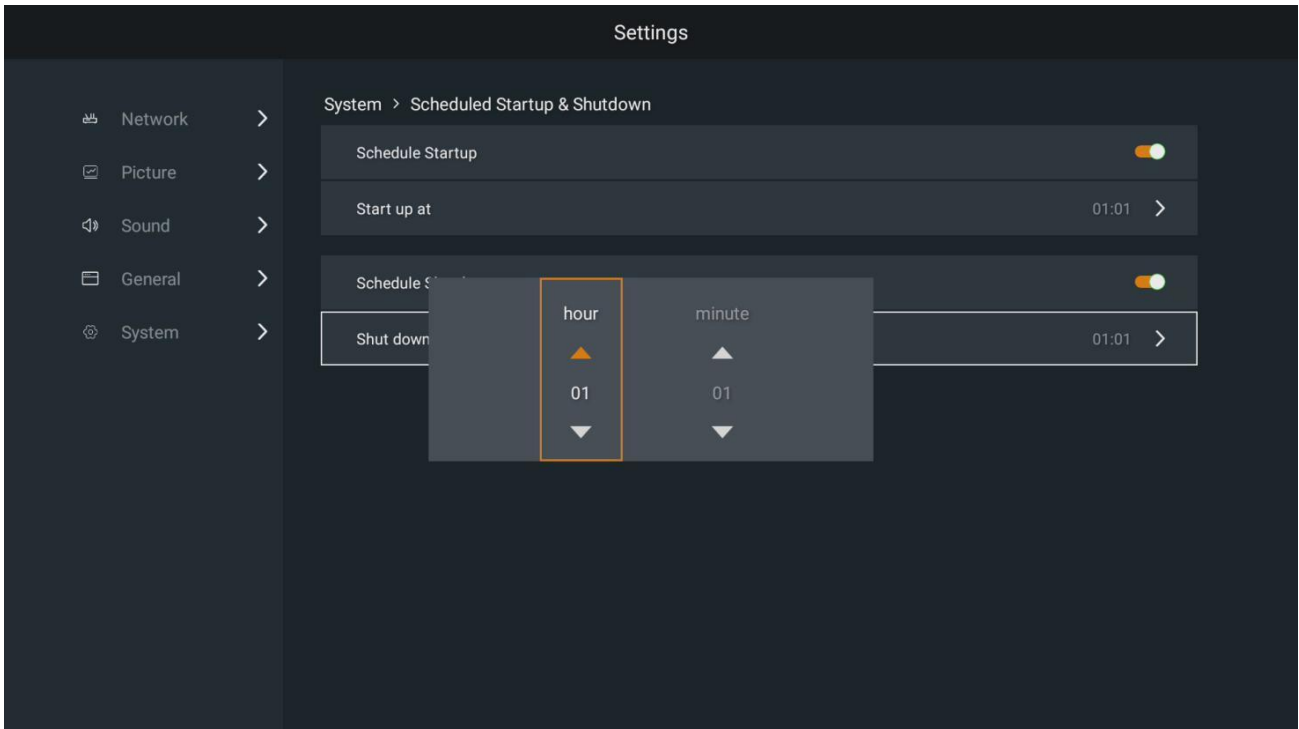 Settings
Network
Picture
Sound
General
System
System > Scheduled Startup & Shutdown
Schedule Startup
Start up at 01:01
Schedule
Shut down 01:01
hour minute
01 01